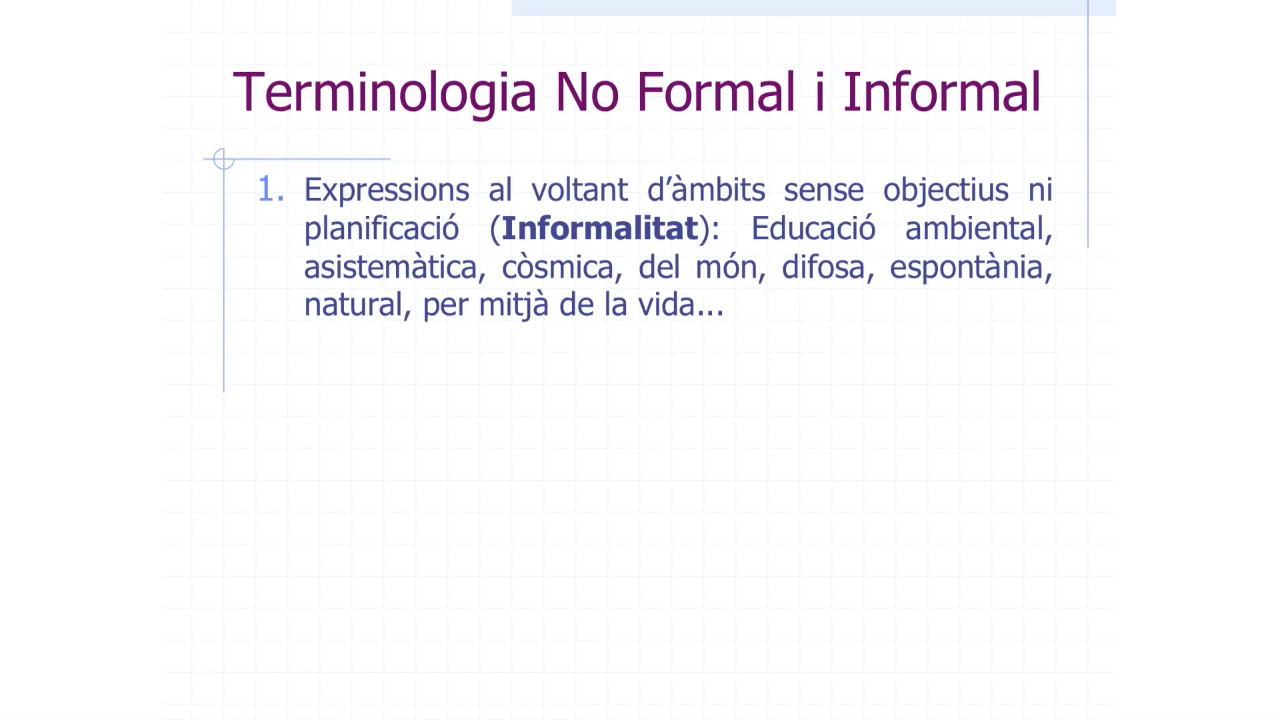 Terminologia No Formal i Informal
1. Expressions al voltant d’àmbits sense objectius ni
planificació (Informalitat): Educació ambiental,
asistemàtica, còsmica, del món, difosa, espontània,
natural, per mitjà de la vida...